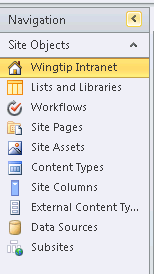 Navigation
Site Objects
Wingtip Intranet
Lists and Libraries
Workflows
Site Pages
Site Assets
Content Types
Site Columns
External Content Ty...
Data Sources
Subsites